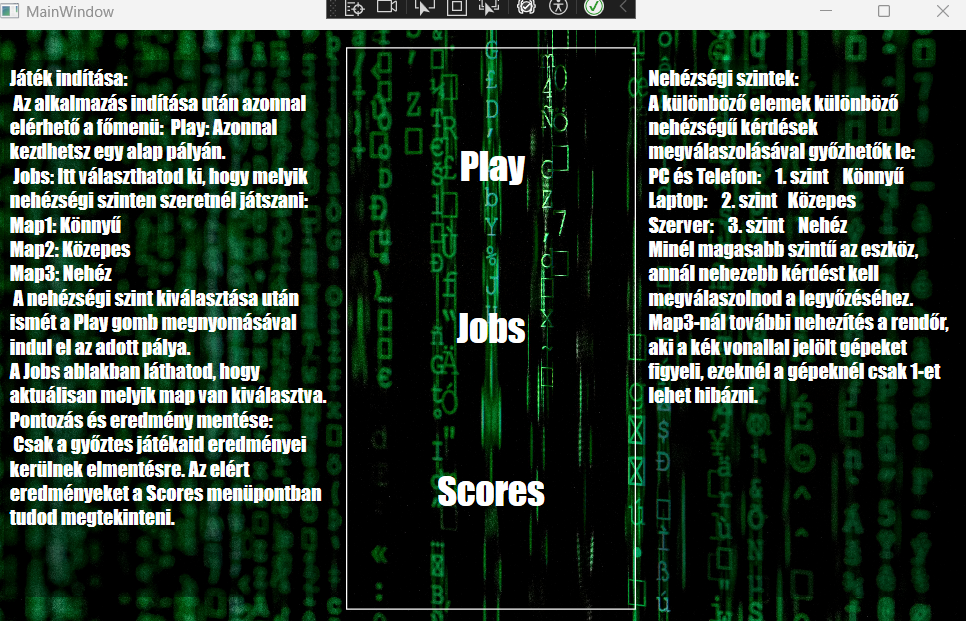 MainWindow
Játék indítása:
Az alkalmazás indítása után azonnal
elérhető a főmenü: Play: Azonnal
kezdhetsz egy alap pályán.
Jobs: Itt választhatod ki, hogy melyik
nehézségi szinten szeretnél játszani:
Map1: Könnyű
Map2: Közepes
Map3: Nehéz
A nehézségi szint kiválasztása után
ismét a Play gomb megnyomásával
indul el az adott pálya.
A Jobs ablakban láthatod, hogy
aktuálisan melyik map van kiválasztva.
Pontozás és eredmény mentése:
Csak a győztes játékaid eredményei
kerülnek elmentésre. Az elért
eredményeket a Scores menüpontban
tudod megtekinteni.
Play
Jobs
Scores
Nehézségi szintek:
A különböző elemek különböző
nehézségű kérdések
megválaszolásával győzhetők le:
PC és Telefon: 1. szint Könnyű
Laptop: 2. szint Közepes
Szerver: 3. szint Nehéz
Minél magasabb szintű az eszköz,
annál nehezebb kérdést kell
megválaszolnod a legyőzéséhez.
Map3-nál további nehezítés a rendőr,
aki a kék vonallal jelölt gépeket
figyeli, ezeknél a gépeknél csak 1-et
lehet hibázni.